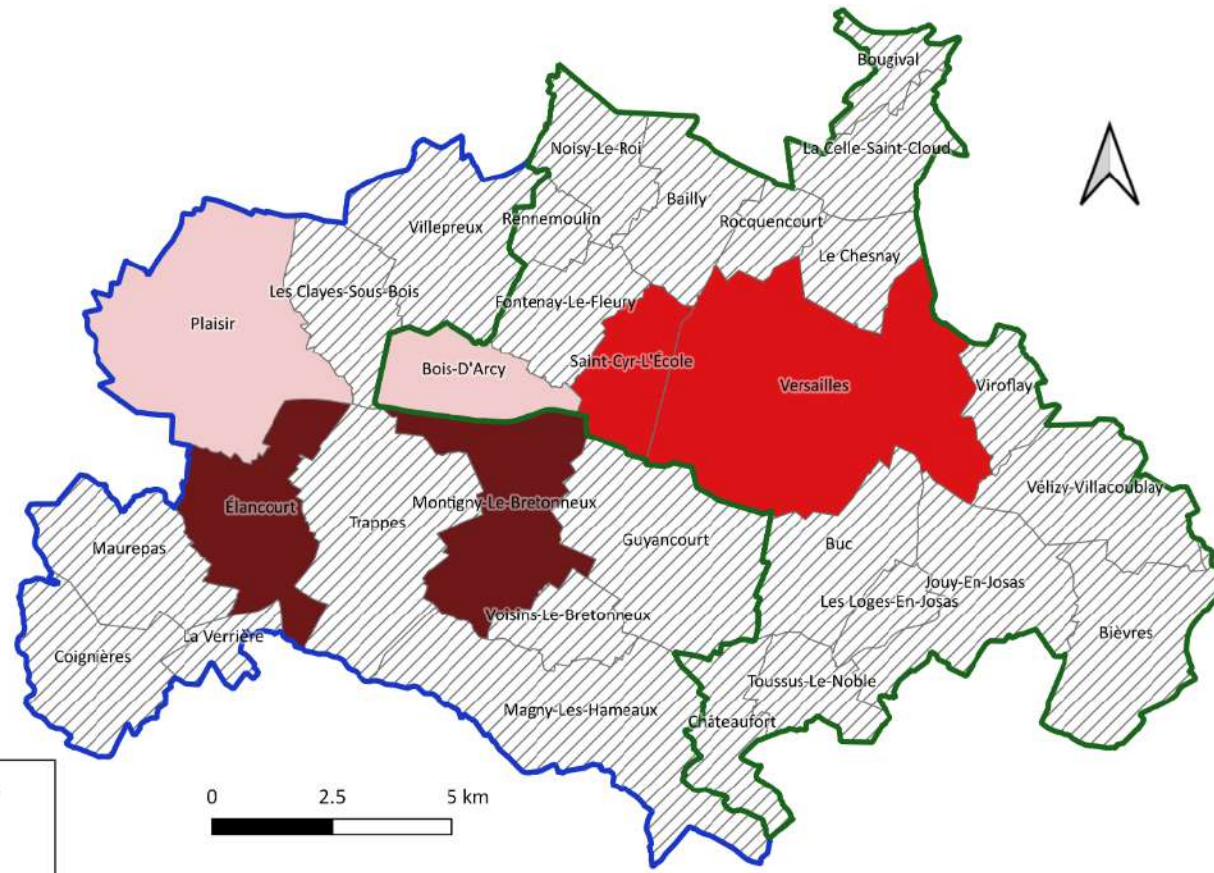 Bougival
Noisy-Le-Roi
La Celle-Saint-Cloud
Bailly
Rennemoulin
Rocquencourt
Villepreux
Le Chesnay
Les Clayes-Sous-Bois
Fontenay-Le-Fleury
Plaisir
Bois-D'Arcy
Saint-Cyr-L'École
Versailles
Viroflay
Vélizy-Villacoublay
Élancourt
Montigny-Le-Bretonneux
Trappes
Guyancourt
Maurepas
Buc
Jouy-En-Josas
Les Loges-En-Josas
Voisins-Le-Bretonneux
La Verrière
Bièvres
Coignières
Toussus-Le-Noble
Magny-Les-Hameaux
Châteaufort
0 2.5 5 km